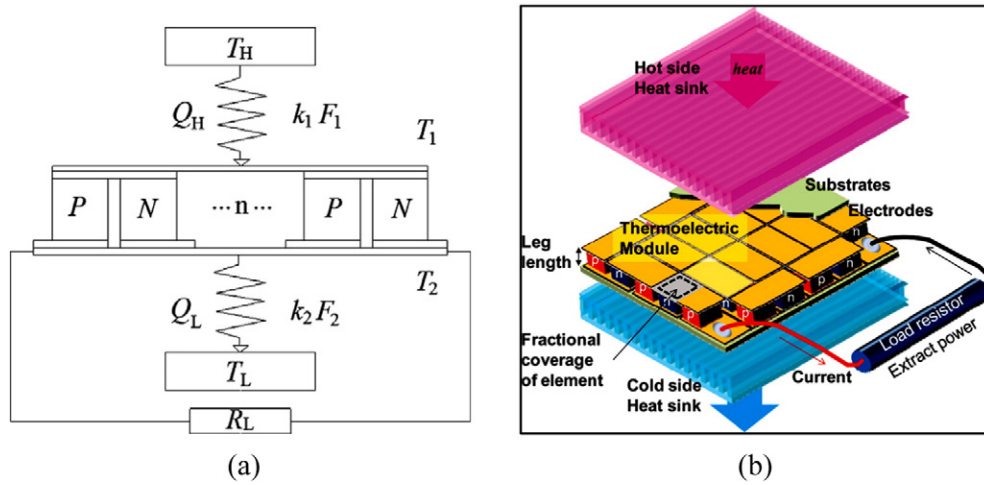 T_H
Q_H k_1 F_1
T_1
P N ···n··· P N
T_2
Q_L k_2 F_2
T_L
R_L
(a)
heat
Hot side
Heat sink
Substrates
Electrodes
Thermoelectric
Module
Leg
length
p n p n p n p n p n
Fractional
coverage
of element
Load resistor
Extract power
Current
Cold side
Heat sink
(b)